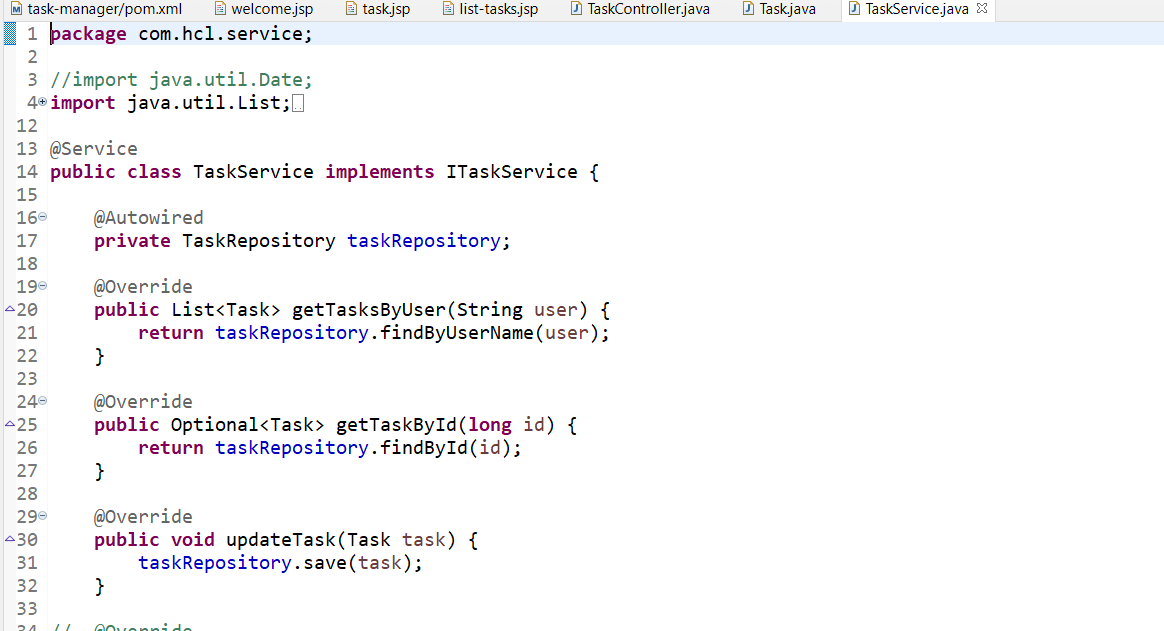 task-manager/pom.xml welcome.jsp task.jsp list-tasks.jsp TaskController.java Task.java TaskService.java
1 package com.hcl.service;
2
3 //import java.util.Date;
4 import java.util.List;
12
13 @Service
14 public class TaskService implements ITaskService {
15
16     @Autowired
17     private TaskRepository taskRepository;
18
19     @Override
20     public List<Task> getTasksByUser(String user) {
21         return taskRepository.findByUserName(user);
22     }
23
24     @Override
25     public Optional<Task> getTaskById(long id) {
26         return taskRepository.findById(id);
27     }
28
29     @Override
30     public void updateTask(Task task) {
31         taskRepository.save(task);
32     }
33
34 //  @Override